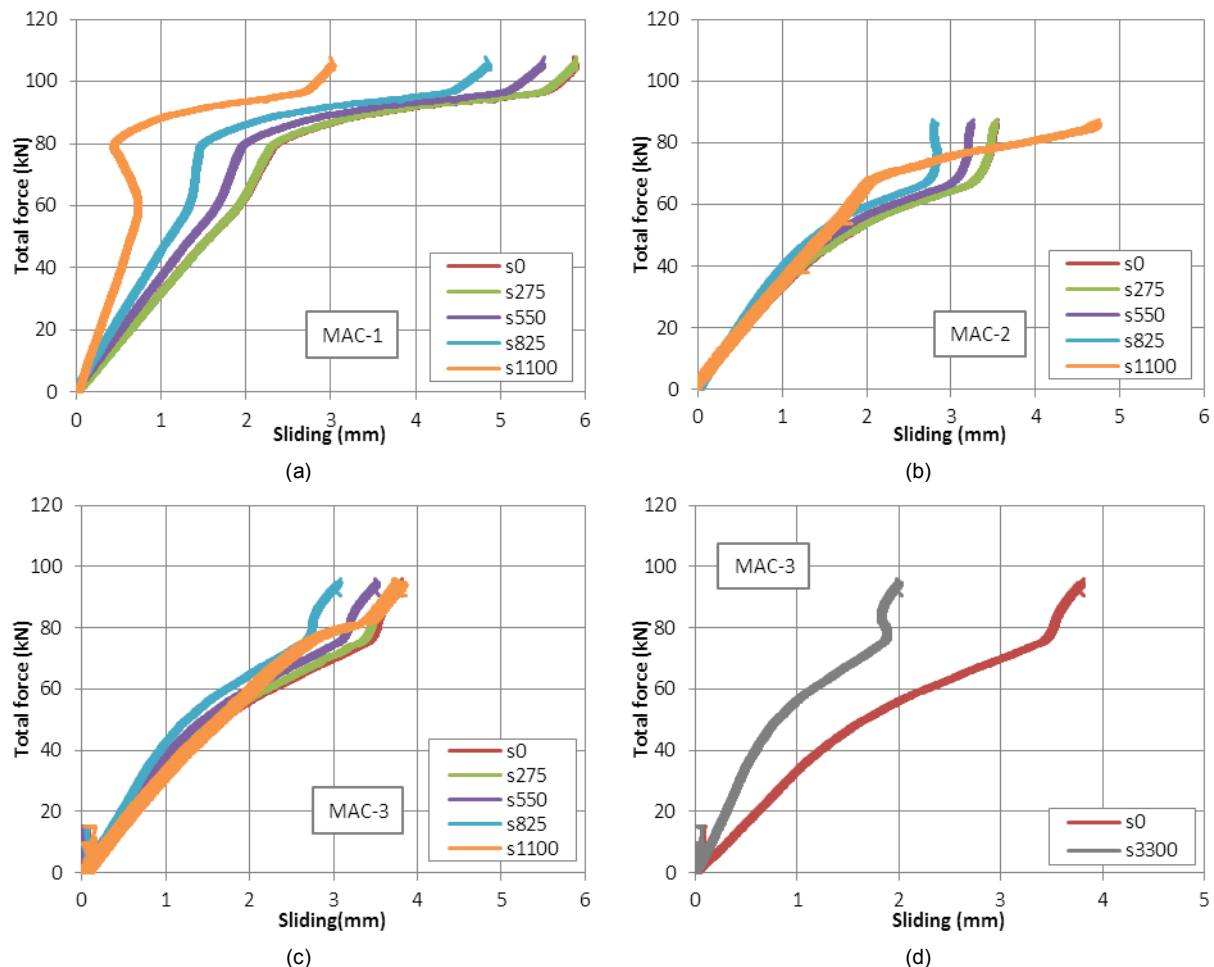 120
100
80
60
40
20
0
Total force (kN)
s0
s275
s550
s825
s1100
MAC-1
0 1 2 3 4 5 6
Sliding (mm)
(a)
120
100
80
60
40
20
0
Total force (kN)
s0
s275
s550
s825
s1100
MAC-2
0 1 2 3 4 5 6
Sliding (mm)
(b)
120
100
80
60
40
20
0
Total force (kN)
s0
s275
s550
s825
s1100
MAC-3
0 1 2 3 4 5 6
Sliding(mm)
(c)
120
100
80
60
40
20
0
Total force (kN)
MAC-3
s0
s3300
0 1 2 3 4 5
Sliding (mm)
(d)